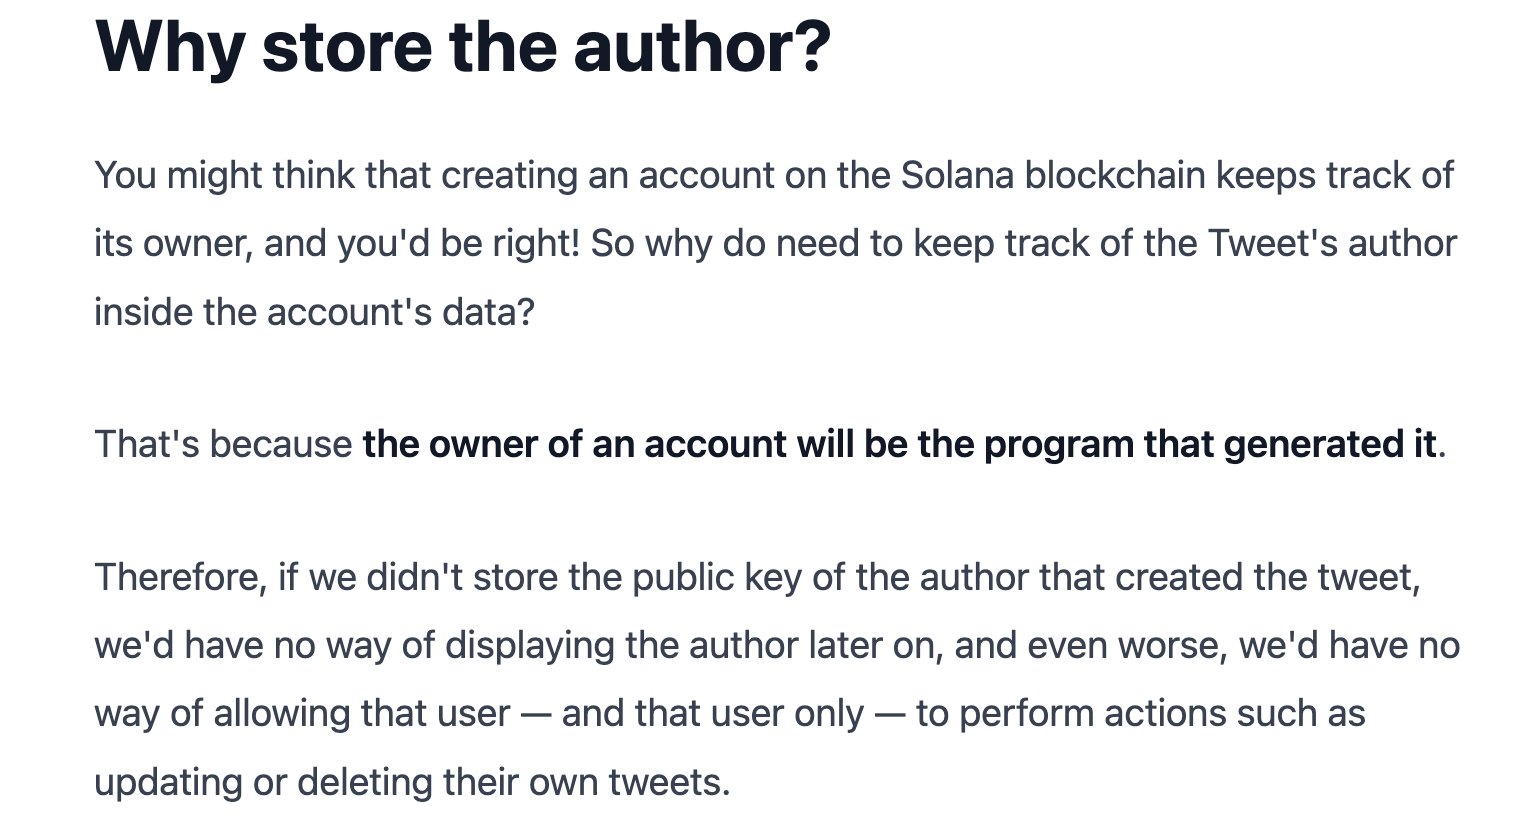 Why store the author?
You might think that creating an account on the Solana blockchain keeps track of
its owner, and you'd be right! So why do need to keep track of the Tweet's author
inside the account's data?
That's because the owner of an account will be the program that generated it.
Therefore, if we didn't store the public key of the author that created the tweet,
we'd have no way of displaying the author later on, and even worse, we'd have no
way of allowing that user — and that user only — to perform actions such as
updating or deleting their own tweets.